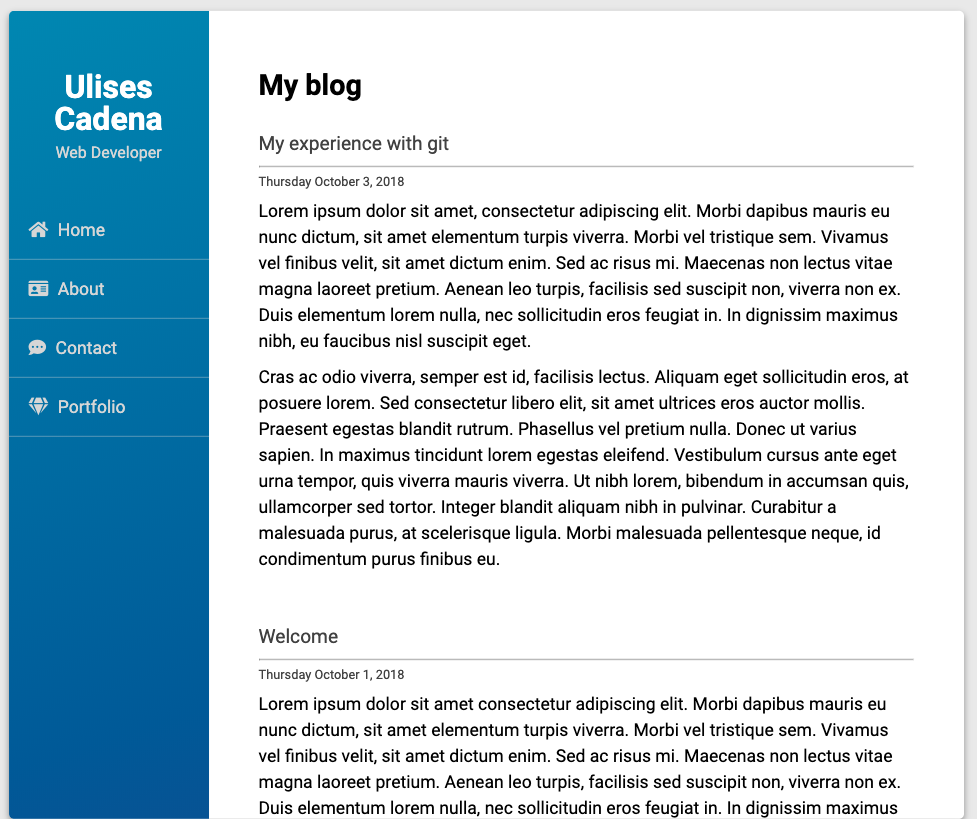 Ulises
Cadena
Web Developer
Home
About
Contact
Portfolio
My blog
My experience with git
Thursday October 3, 2018
Lorem ipsum dolor sit amet, consectetur adipiscing elit. Morbi dapibus mauris eu
nunc dictum, sit amet elementum turpis viverra. Morbi vel tristique sem. Vivamus
vel finibus velit, sit amet dictum enim. Sed ac risus mi. Maecenas non lectus vitae
magna laoreet pretium. Aenean leo turpis, facilisis sed suscipit non, viverra non ex.
Duis elementum lorem nulla, nec sollicitudin eros feugiat in. In dignissim maximus
nibh, eu faucibus nisl suscipit eget.
Cras ac odio viverra, semper est id, facilisis lectus. Aliquam eget sollicitudin eros, at
posuere lorem. Sed consectetur libero elit, sit amet ultrices eros auctor mollis.
Praesent egestas blandit rutrum. Phasellus vel pretium nulla. Donec ut varius
sapien. In maximus tincidunt lorem egestas eleifend. Vestibulum cursus ante eget
urna tempor, quis viverra mauris viverra. Ut nibh lorem, bibendum in accumsan quis,
ullamcorper sed tortor. Integer blandit aliquam nibh in pulvinar. Curabitur a
malesuada purus, at scelerisque ligula. Morbi malesuada pellentesque neque, id
condimentum purus finibus eu.
Welcome
Thursday October 1, 2018
Lorem ipsum dolor sit amet consectetur adipiscing elit. Morbi dapibus mauris eu
nunc dictum, sit amet elementum turpis viverra. Morbi vel tristique sem. Vivamus
vel finibus velit, sit amet dictum enim. Sed ac risus mi. Maecenas non lectus vitae
magna laoreet pretium. Aenean leo turpis, facilisis sed suscipit non, viverra non ex.
Duis elementum lorem nulla, nec sollicitudin eros feugiat in. In dignissim maximus